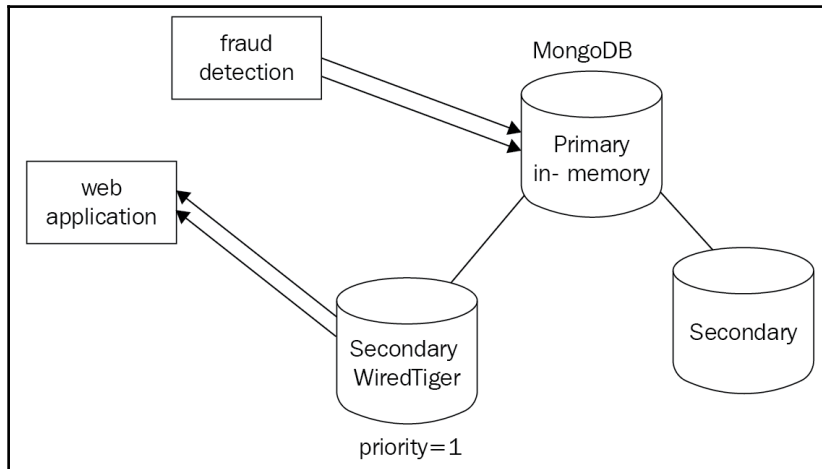 fraud
detection
MongoDB
Primary
in- memory
web
application
Secondary
Secondary
WiredTiger
priority=1